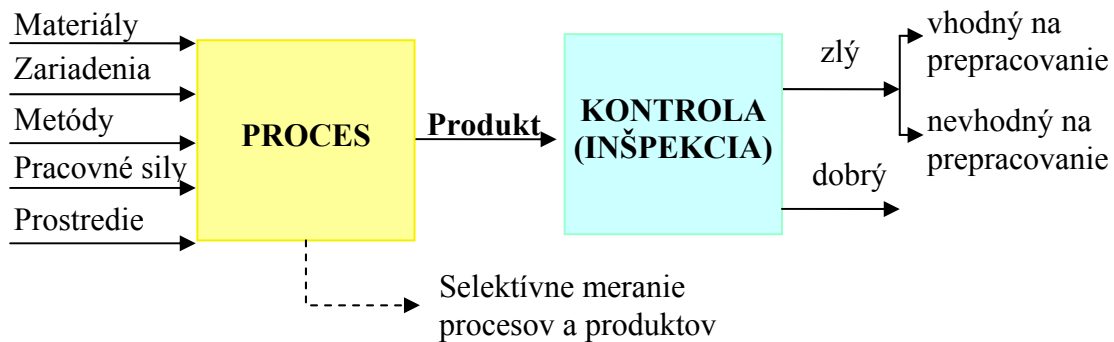 Materiály
Zariadenia
Metódy
Pracovné sily
Prostredie
PROCES
Produkt
KONTROLA
(INŠPEKCIA)
zlý
dobrý
vhodný na
prepracovanie
nevhodný na
prepracovanie
Selektívne meranie
procesov a produktov